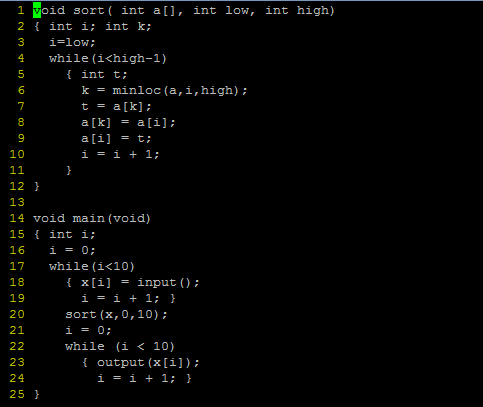 1 void sort( int a[], int low, int high)
2 { int i; int k;
3   i=low;
4   while(i<high-1)
5     { int t;
6       k = minloc(a,i,high);
7       t = a[k];
8       a[k] = a[i];
9       a[i] = t;
10       i = i + 1;
11     }
12 }
13
14 void main(void)
15 { int i;
16   i = 0;
17   while(i<10)
18     { x[i] = input();
19       i = i + 1; }
20     sort(x,0,10);
21     i = 0;
22     while (i < 10)
23       { output(x[i]);
24         i = i + 1; }
25 }